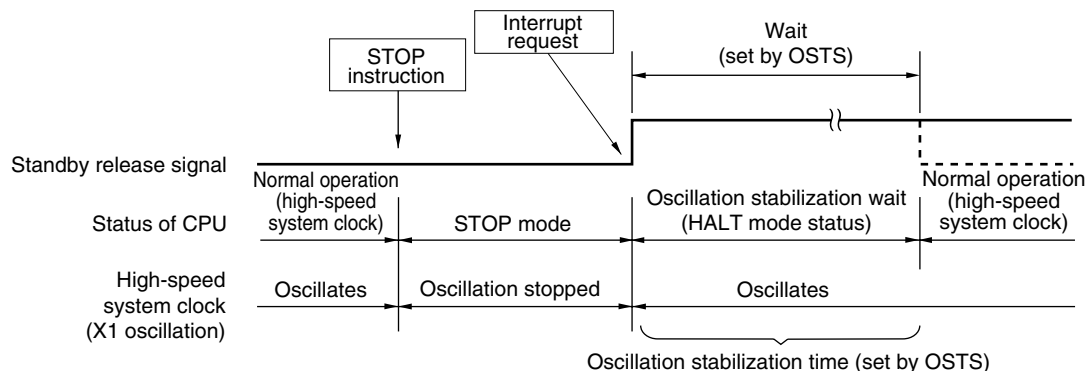 Interrupt
request
STOP
instruction
Wait
(set by OSTS)
Standby release signal
Normal operation
(high-speed
system clock)
Oscillation stabilization wait
(HALT mode status)
Normal operation
(high-speed
system clock)
Status of CPU
STOP mode
High-speed
system clock
(X1 oscillation)
Oscillates
Oscillation stopped
Oscillates
Oscillation stabilization time (set by OSTS)